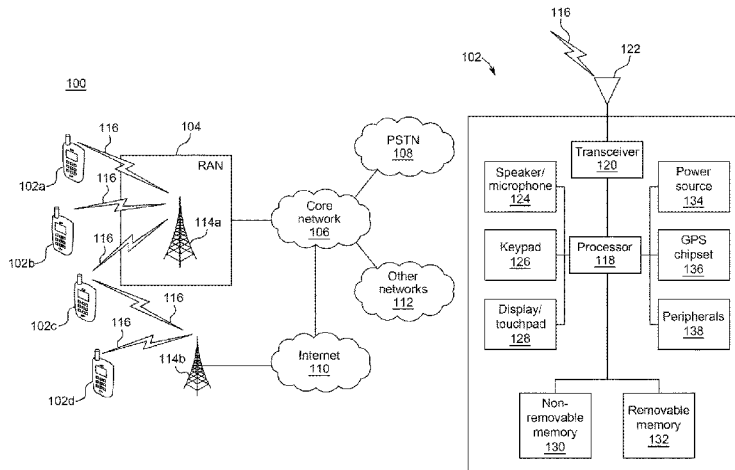 100
116
104
RAN
102a
116
114a
102b
116
102c
116
116
114b
102d
PSTN
108
Core
network
106
Other
networks
112
Internet
110
116
102
122
Transceiver
120
Speaker/
microphone
124
Power
source
134
Keypad
126
Processor
118
GPS
chipset
136
Display/
touchpad
128
Peripherals
138
Non-
removable
memory
130
Removable
memory
132